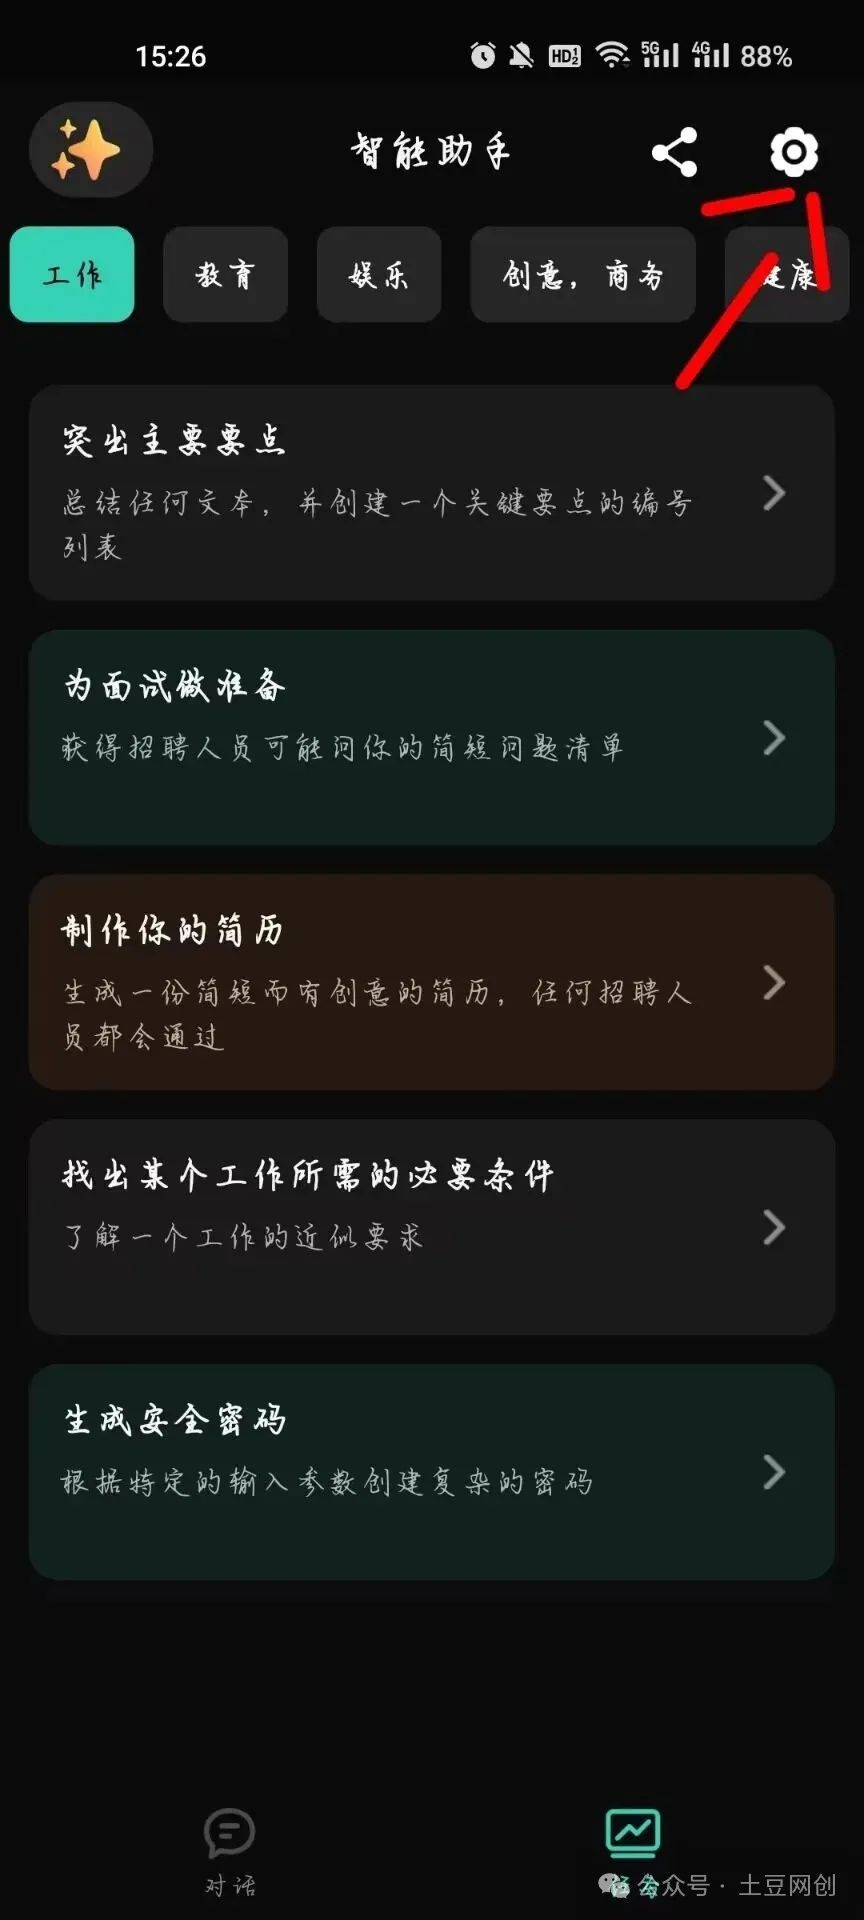 15:26
HD 1 2
5G
4G
88%
智能助手
工作
教育
娱乐
创意，商务
健康
突出主要要点
总结任何文本，并创建一个关键要点的编号
列表
为面试做准备
获得招聘人员可能问你的简短问题清单
制作你的简历
生成一份简短而有创意的简历，任何招聘人
员都会通过
找出某个工作所需的必要条件
了解一个工作的近似要求
生成安全密码
根据特定的输入参数创建复杂的密码
对话
任务
公众号 · 土豆网创